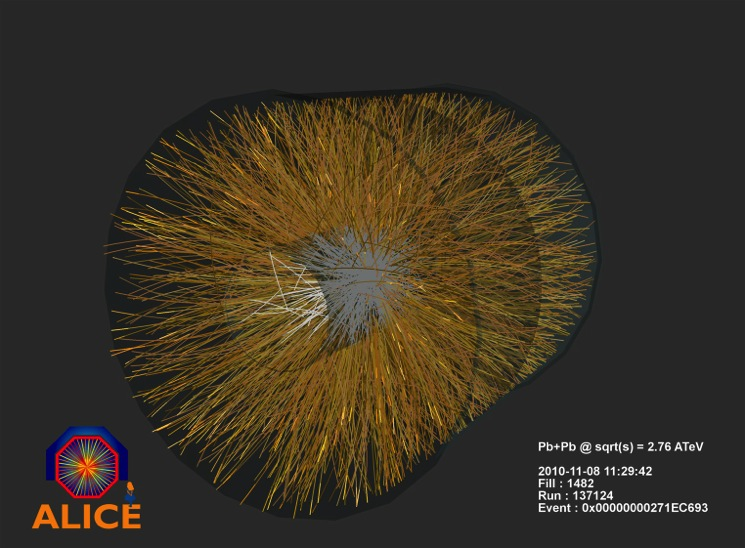 Pb+Pb @ sqrt(s) = 2.76 ATeV
2010-11-08 11:29:42
Fill : 1482
Run : 137124
Event : 0x00000000271EC693
ALICE